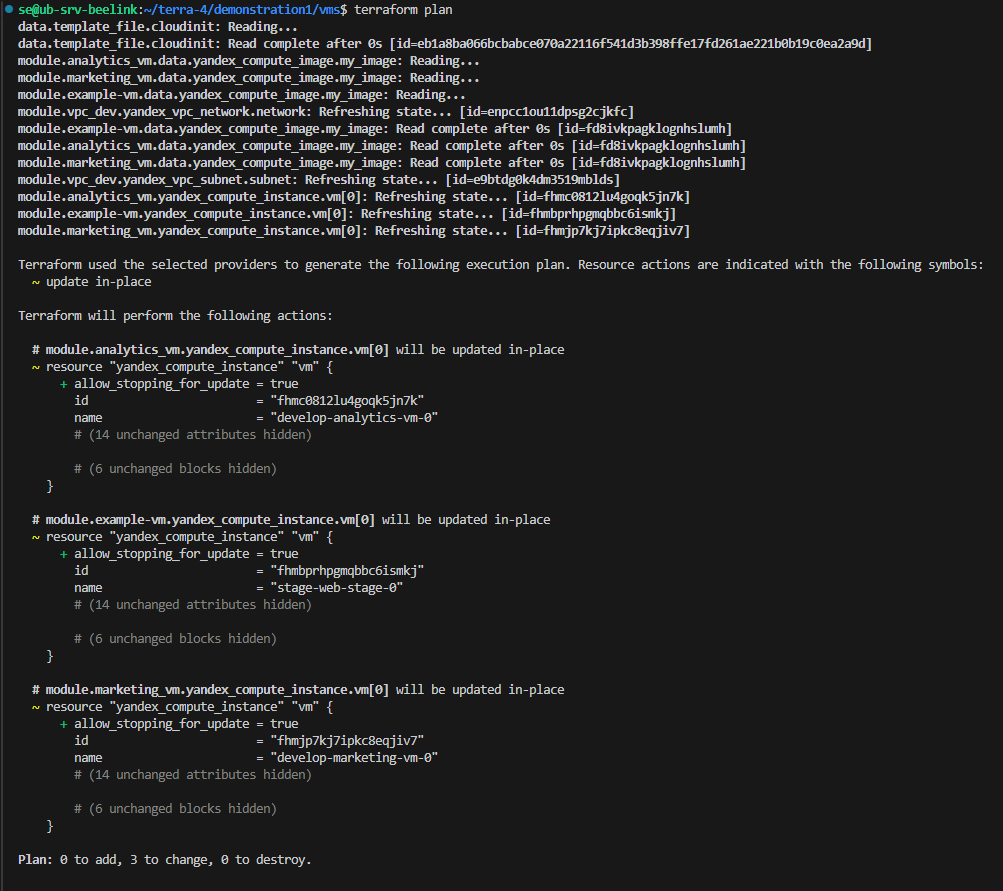 se@ub-srv-beelink:~/terra-4/demonstration1/vms$ terraform plan
data.template_file.cloudinit: Reading...
data.template_file.cloudinit: Read complete after 0s [id=eb1a8ba066bcbabce070a22116f541d3b398ffe17fd261ae221b0b19c0ea2a9d]
module.analytics_vm.data.yandex_compute_image.my_image: Reading...
module.marketing_vm.data.yandex_compute_image.my_image: Reading...
module.example-vm.data.yandex_compute_image.my_image: Reading...
module.vpc_dev.yandex_vpc_network.network: Refreshing state... [id=enpcc1ou11dpsg2cjkfc]
module.example-vm.data.yandex_compute_image.my_image: Read complete after 0s [id=fd8ivkpagklognhslumh]
module.analytics_vm.data.yandex_compute_image.my_image: Read complete after 0s [id=fd8ivkpagklognhslumh]
module.marketing_vm.data.yandex_compute_image.my_image: Read complete after 0s [id=fd8ivkpagklognhslumh]
module.vpc_dev.yandex_vpc_subnet.subnet: Refreshing state... [id=e9btdg0k4dm3519mblds]
module.analytics_vm.yandex_compute_instance.vm[0]: Refreshing state... [id=fhmc0812lu4goqk5jn7k]
module.example-vm.yandex_compute_instance.vm[0]: Refreshing state... [id=fhmbprhpgmqbbc6ismkj]
module.marketing_vm.yandex_compute_instance.vm[0]: Refreshing state... [id=fhmjp7kj7ipkc8eqjiv7]

Terraform used the selected providers to generate the following execution plan. Resource actions are indicated with the following symbols:
  ~ update in-place

Terraform will perform the following actions:

  # module.analytics_vm.yandex_compute_instance.vm[0] will be updated in-place
  ~ resource "yandex_compute_instance" "vm" {
      + allow_stopping_for_update = true
        id                        = "fhmc0812lu4goqk5jn7k"
        name                      = "develop-analytics-vm-0"
        # (14 unchanged attributes hidden)

        # (6 unchanged blocks hidden)
    }

  # module.example-vm.yandex_compute_instance.vm[0] will be updated in-place
  ~ resource "yandex_compute_instance" "vm" {
      + allow_stopping_for_update = true
        id                        = "fhmbprhpgmqbbc6ismkj"
        name                      = "stage-web-stage-0"
        # (14 unchanged attributes hidden)

        # (6 unchanged blocks hidden)
    }

  # module.marketing_vm.yandex_compute_instance.vm[0] will be updated in-place
  ~ resource "yandex_compute_instance" "vm" {
      + allow_stopping_for_update = true
        id                        = "fhmjp7kj7ipkc8eqjiv7"
        name                      = "develop-marketing-vm-0"
        # (14 unchanged attributes hidden)

        # (6 unchanged blocks hidden)
    }

Plan: 0 to add, 3 to change, 0 to destroy.